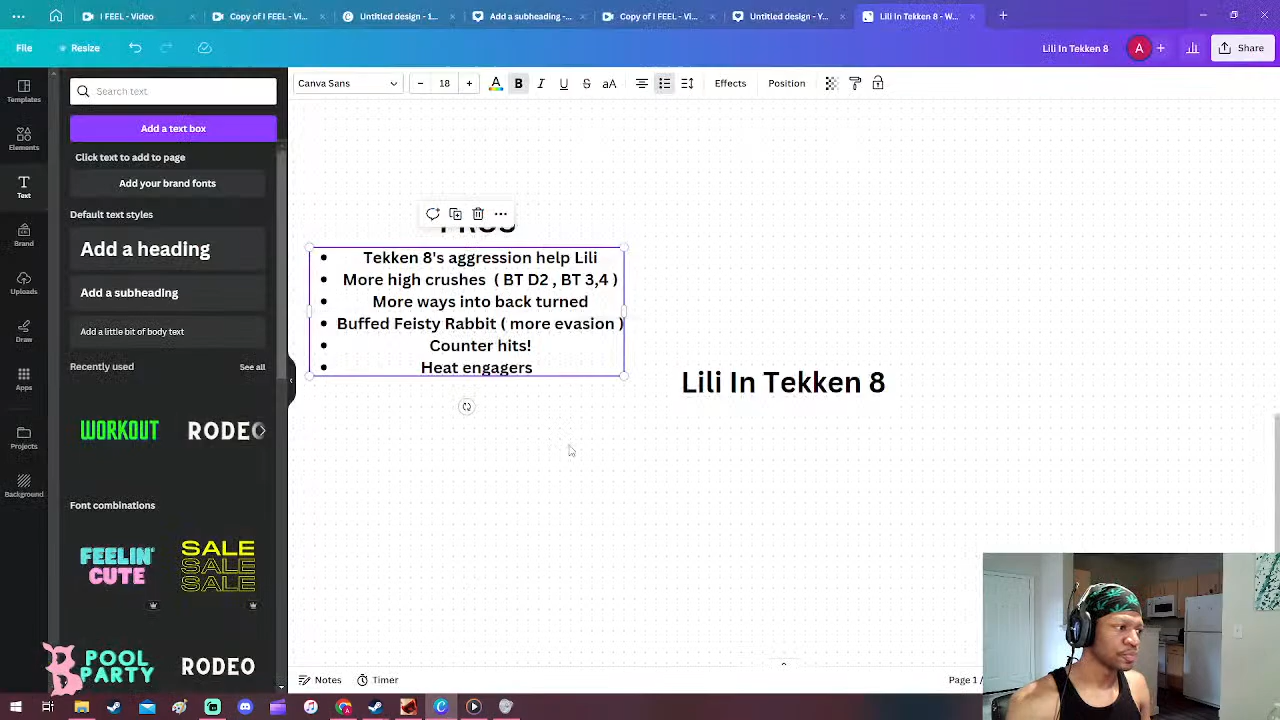 I FEEL - Video
Copy of I FEEL - Vi...
Untitled design - 1...
Add a subheading -...
Copy of I FEEL - Vi...
Untitled design - Y...
Lili In Tekken 8 - W...
File
Resize
Lili In Tekken 8
A
Share
Templates
Elements
Text
Brand
Uploads
Draw
Apps
Projects
Background
Search text
Add a text box
Click text to add to page
Add your brand fonts
Default text styles
Add a heading
Add a subheading
Add a little bit of body text
Recently used
See all
WORKOUT
RODEO
Font combinations
FEELIN'
CUTE
SALE
SALE
SALE
POOL
PARTY
RODEO
Canva Sans
– 18 +
A B I U S aA
Effects
Position
PROS
• Tekken 8's aggression help Lili
• More high crushes ( BT D2 , BT 3,4 )
• More ways into back turned
• Buffed Feisty Rabbit ( more evasion )
• Counter hits!
• Heat engagers
Lili In Tekken 8
Notes
Timer
Page 1 /